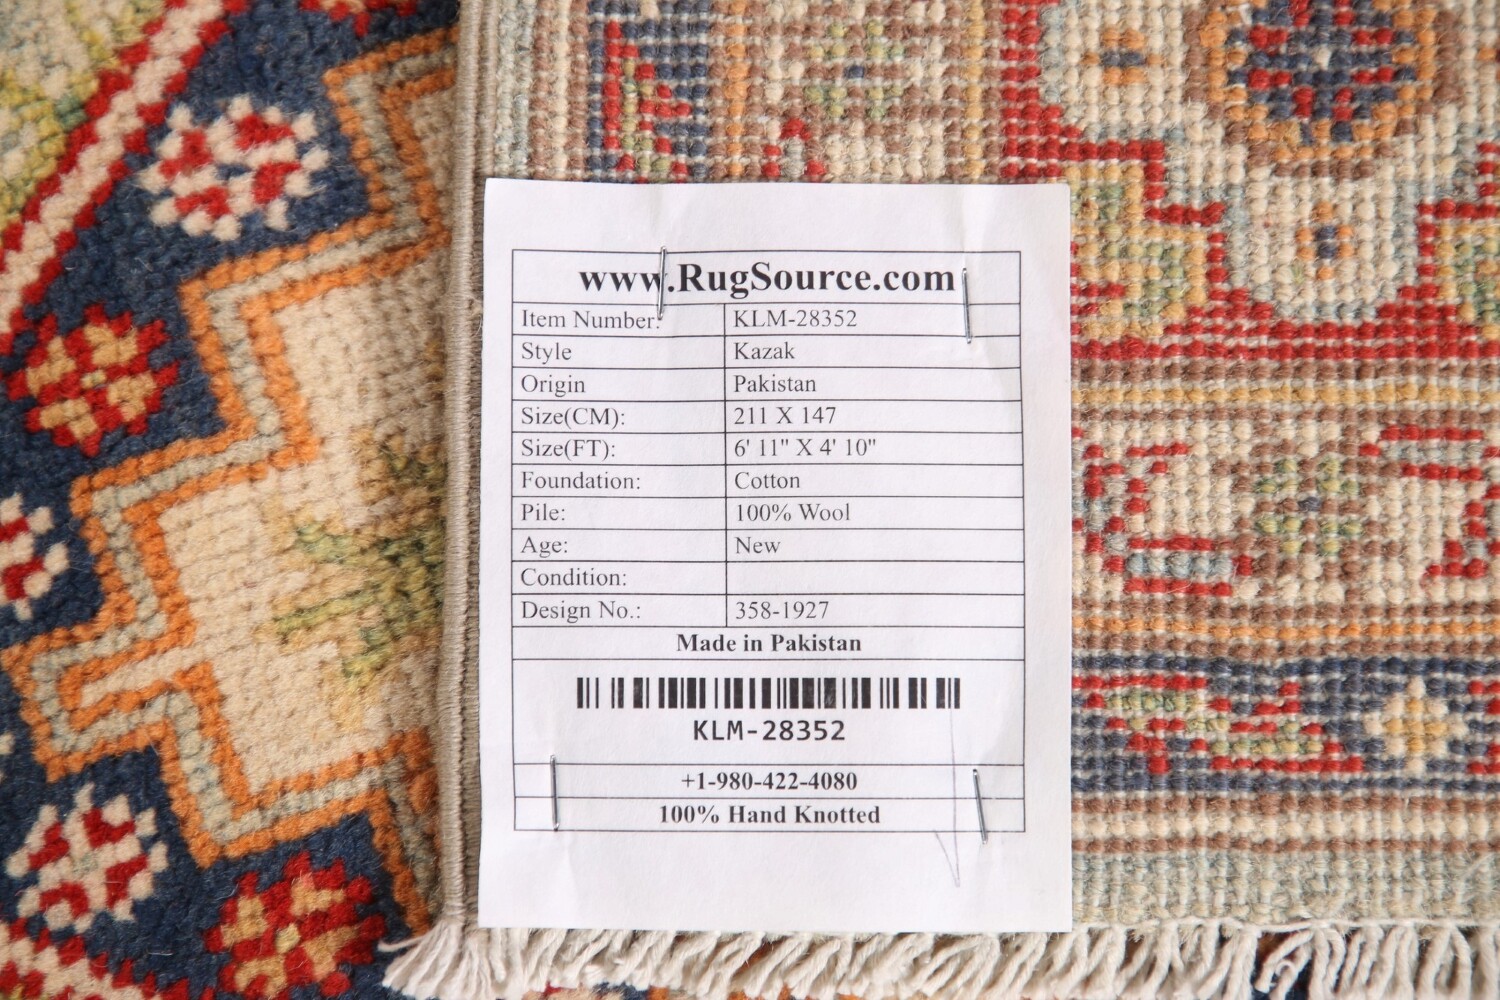 www.RugSource.com
Item Number: KLM-28352
Style Kazak
Origin Pakistan
Size(CM): 211 X 147
Size(FT): 6' 11" X 4' 10"
Foundation: Cotton
Pile: 100% Wool
Age: New
Condition:
Design No.: 358-1927
Made in Pakistan
KLM-28352
+1-980-422-4080
100% Hand Knotted